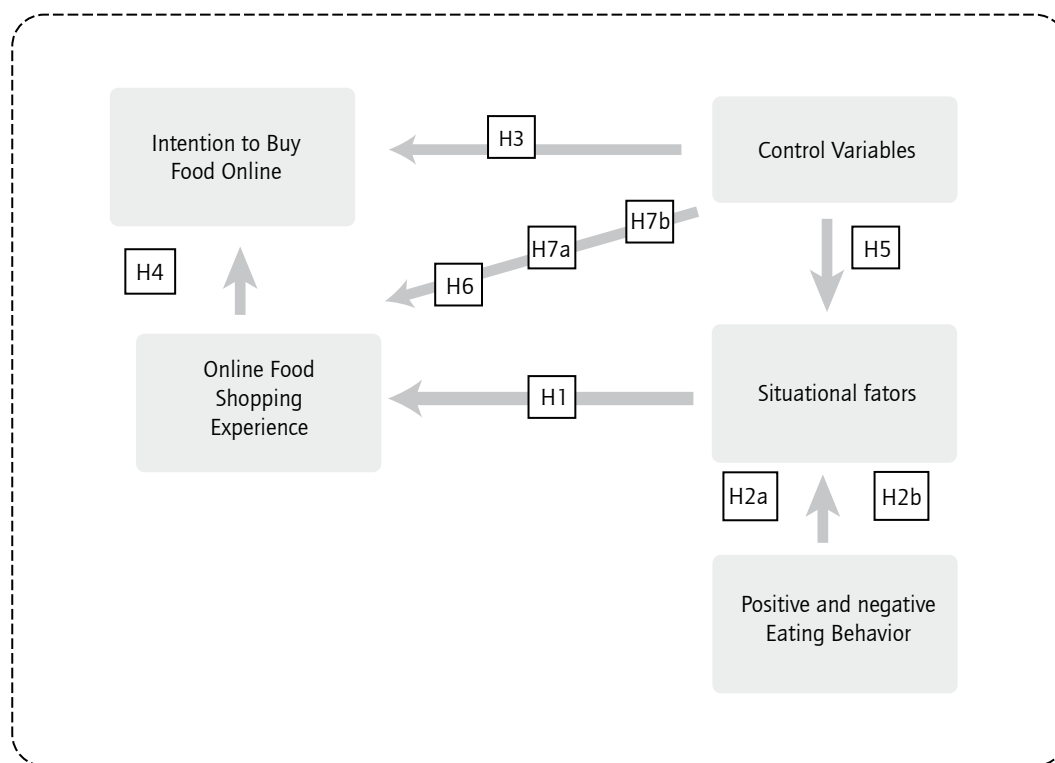 Intention to Buy
Food Online
H3
Control Variables
H7b
H7a
H6
H4
H5
Online Food
Shopping
Experience
H1
Situational fators
H2a
H2b
Positive and negative
Eating Behavior